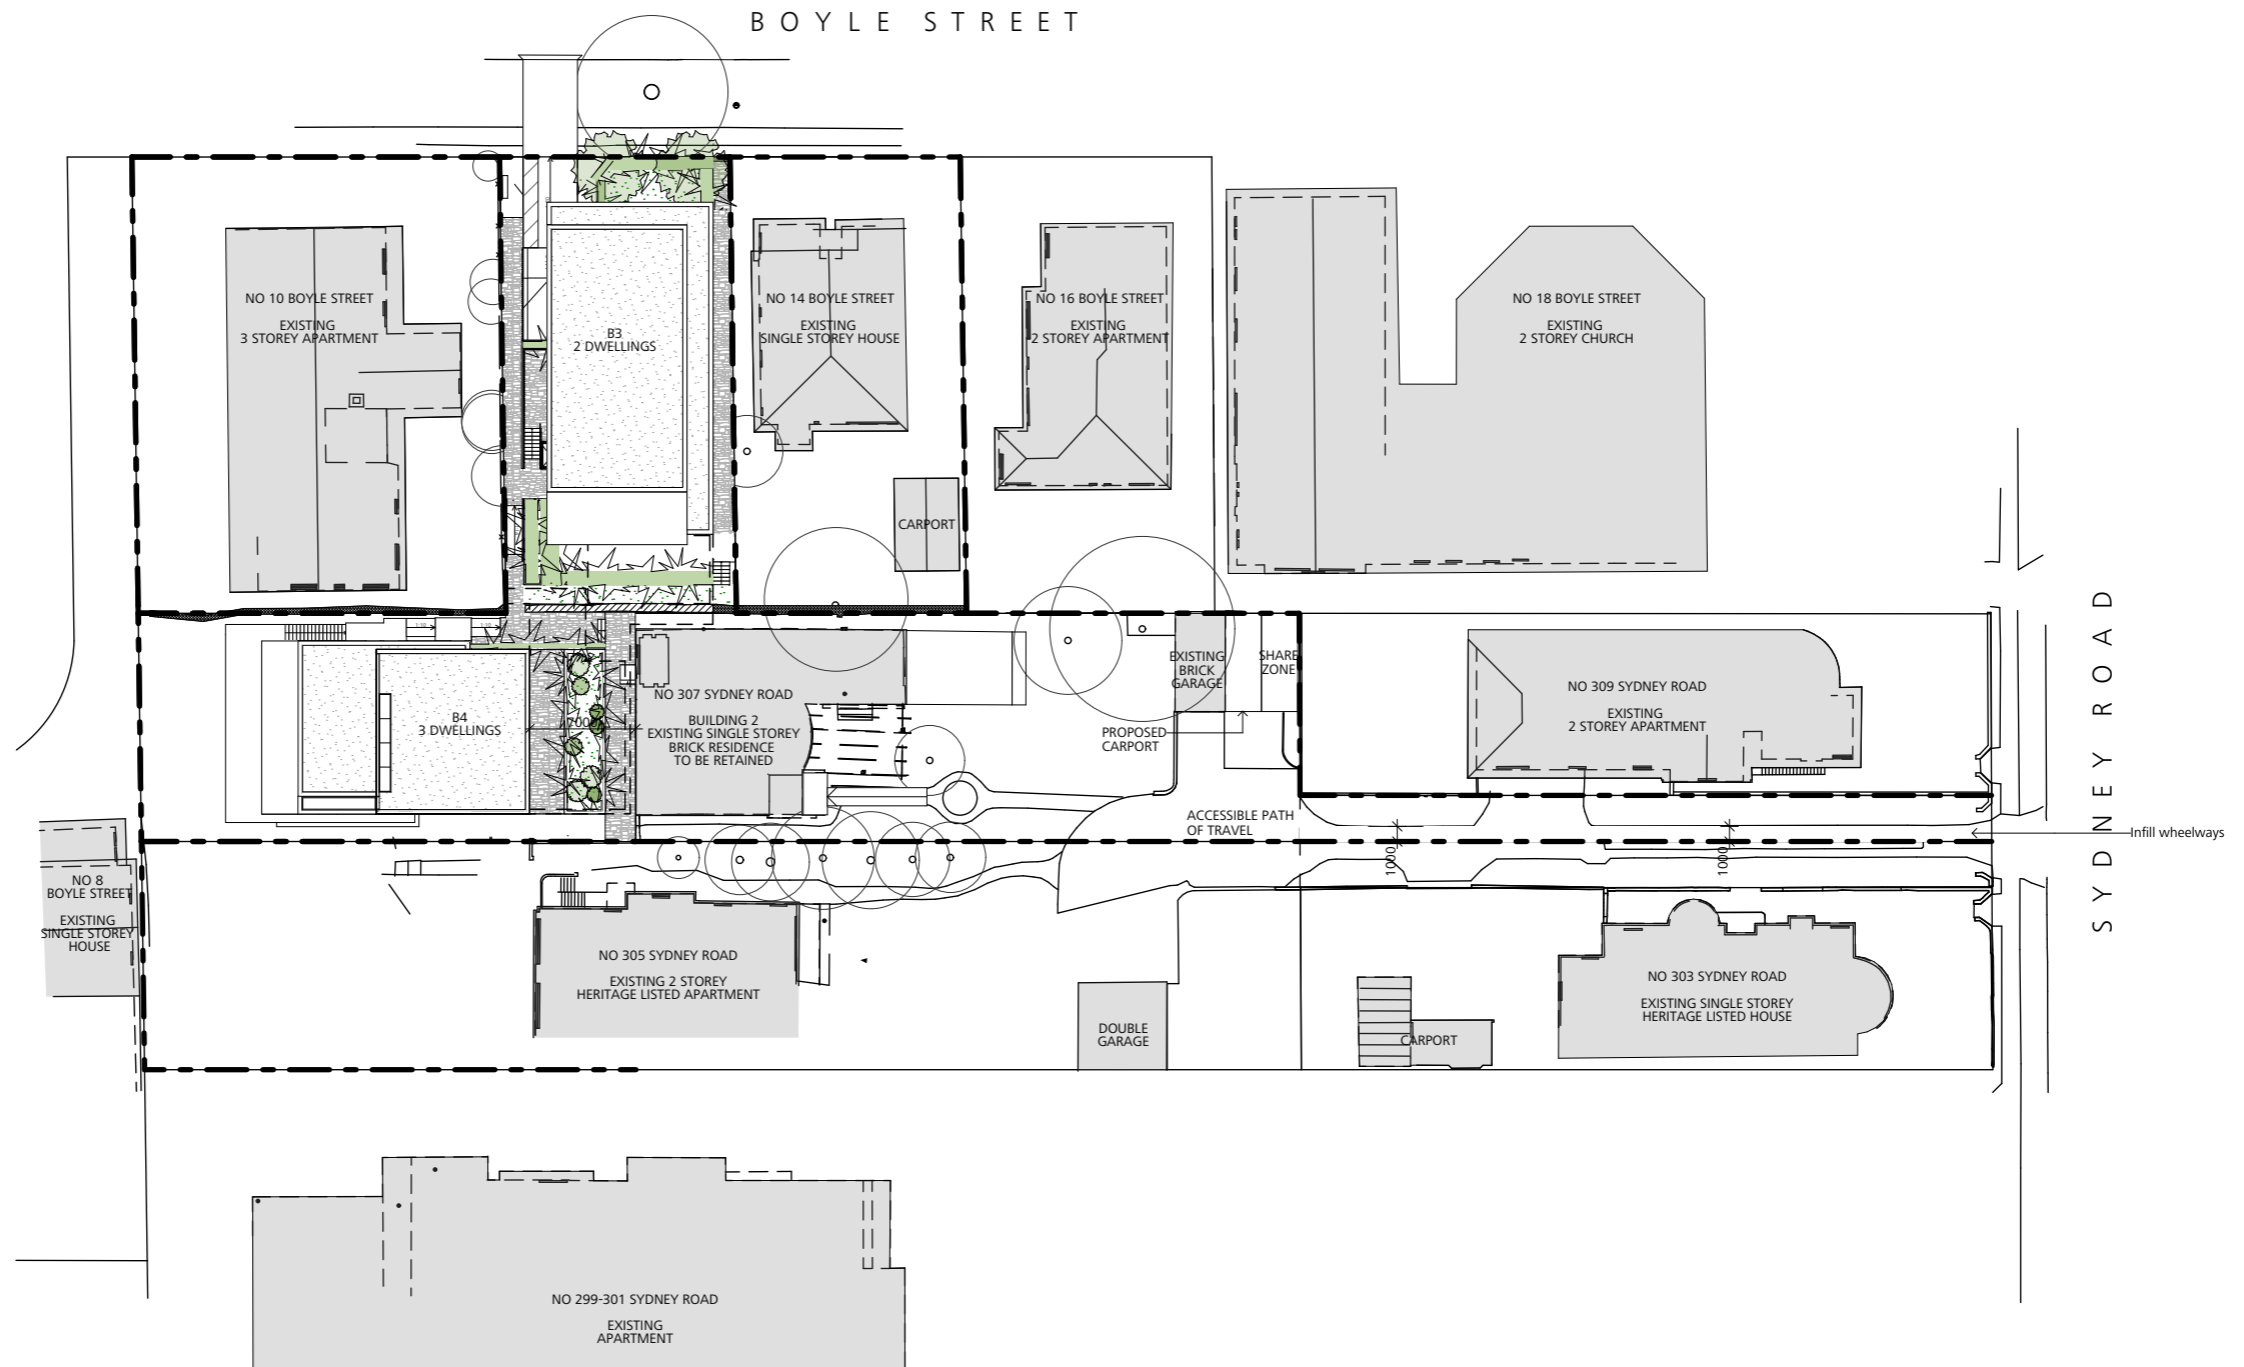 BOYLE STREET
NO 10 BOYLE STREET
EXISTING
3 STOREY APARTMENT
B3
2 DWELLINGS
NO 14 BOYLE STREET
EXISTING
SINGLE STOREY HOUSE
NO 16 BOYLE STREET
EXISTING
2 STOREY APARTMENT
NO 18 BOYLE STREET
EXISTING
2 STOREY CHURCH
CARPORT
B4
3 DWELLINGS
7000
NO 307 SYDNEY ROAD
BUILDING 2
EXISTING SINGLE STOREY
BRICK RESIDENCE
TO BE RETAINED
EXISTING
BRICK
GARAGE
SHARE
ZONE
PROPOSED
CARPORT
NO 309 SYDNEY ROAD
EXISTING
2 STOREY APARTMENT
ACCESSIBLE PATH
OF TRAVEL
1000
1000
Infill wheelways
SYDNEY ROAD
NO 8
BOYLE STREET
EXISTING
SINGLE STOREY
HOUSE
NO 305 SYDNEY ROAD
EXISTING 2 STOREY
HERITAGE LISTED APARTMENT
DOUBLE
GARAGE
CARPORT
NO 303 SYDNEY ROAD
EXISTING SINGLE STOREY
HERITAGE LISTED HOUSE
NO 299-301 SYDNEY ROAD
EXISTING
APARTMENT